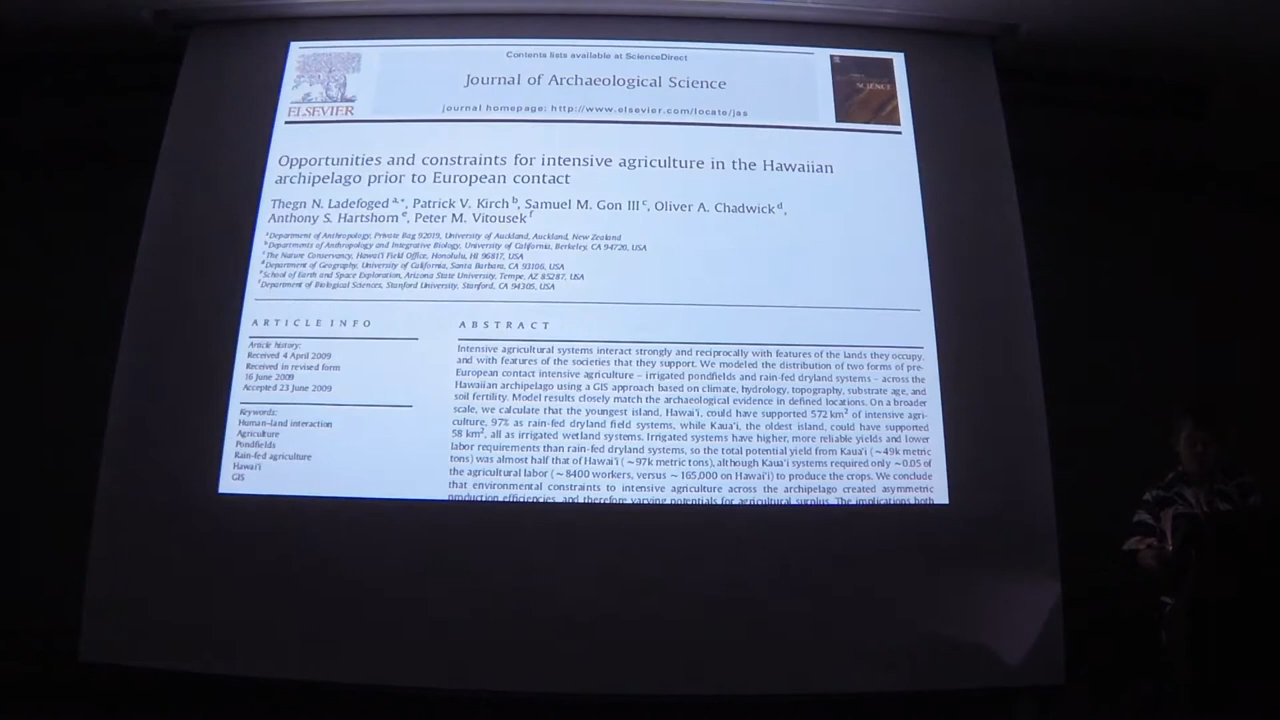 Contents lists available at ScienceDirect
Journal of Archaeological Science
journal homepage: http://www.elsevier.com/locate/jas
ELSEVIER
SCIENCE
Opportunities and constraints for intensive agriculture in the Hawaiian
archipelago prior to European contact
Thegn N. Ladefoged a,*, Patrick V. Kirch b, Samuel M. Gon III c, Oliver A. Chadwick d,
Anthony S. Hartshorn e, Peter M. Vitousek f
a Department of Anthropology, Private Bag 92019, University of Auckland, Auckland, New Zealand
b Departments of Anthropology and Integrative Biology, University of California, Berkeley, CA 94720, USA
c The Nature Conservancy, Hawai'i Field Office, Honolulu, HI 96817, USA
d Department of Geography, University of California, Santa Barbara, CA 93106, USA
e School of Earth and Space Exploration, Arizona State University, Tempe, AZ 85287, USA
f Department of Biological Sciences, Stanford University, Stanford, CA 94305, USA
ARTICLE INFO
Article history:
Received 4 April 2009
Received in revised form
16 June 2009
Accepted 23 June 2009
Keywords:
Human–land interaction
Agriculture
Pondfields
Rain-fed agriculture
Hawai'i
GIS
ABSTRACT
Intensive agricultural systems interact strongly and reciprocally with features of the lands they occupy,
and with features of the societies that they support. We modeled the distribution of two forms of pre-
European contact intensive agriculture – irrigated pondfields and rain-fed dryland systems – across the
Hawaiian archipelago using a GIS approach based on climate, hydrology, topography, substrate age, and
soil fertility. Model results closely match the archaeological evidence in defined locations. On a broader
scale, we calculate that the youngest island, Hawai'i, could have supported 572 km² of intensive agri-
culture, 97% as rain-fed dryland field systems, while Kaua'i, the oldest island, could have supported
58 km², all as irrigated wetland systems. Irrigated systems have higher, more reliable yields and lower
labor requirements than rain-fed dryland systems, so the total potential yield from Kaua'i (~49k metric
tons) was almost half that of Hawai'i (~97k metric tons), although Kaua'i systems required only ~0.05 of
the agricultural labor (~8400 workers, versus ~165,000 on Hawai'i) to produce the crops. We conclude
that environmental constraints to intensive agriculture across the archipelago created asymmetric
production efficiencies, and therefore varying potentials for agricultural surplus. The implications both